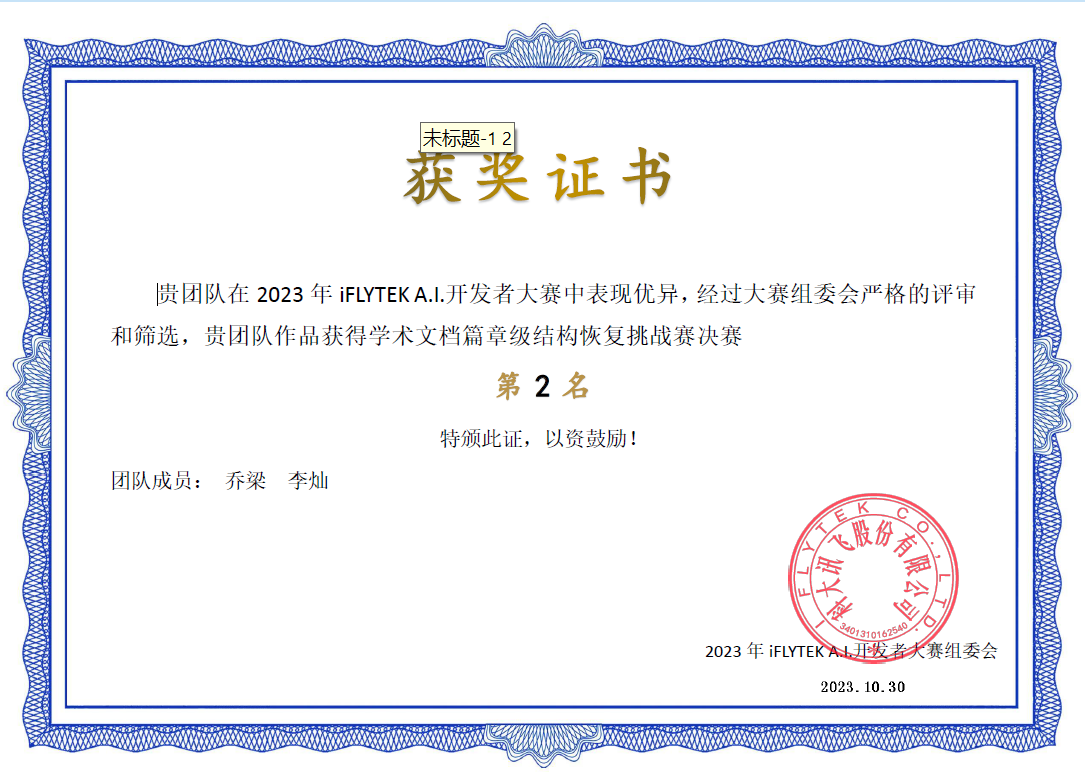 未标题-1 2
获奖证书
贵团队在 2023 年 iFLYTEK A.I.开发者大赛中表现优异，经过大赛组委会严格的评审
和筛选，贵团队作品获得学术文档篇章级结构恢复挑战赛决赛
第 2 名
特颁此证，以资鼓励！
团队成员： 乔梁 李灿
IFLYTEK CO.,LTD.
科大讯飞股份有限公司
3401310162540
2023 年 iFLYTEK A.I.开发者大赛组委会
2023.10.30